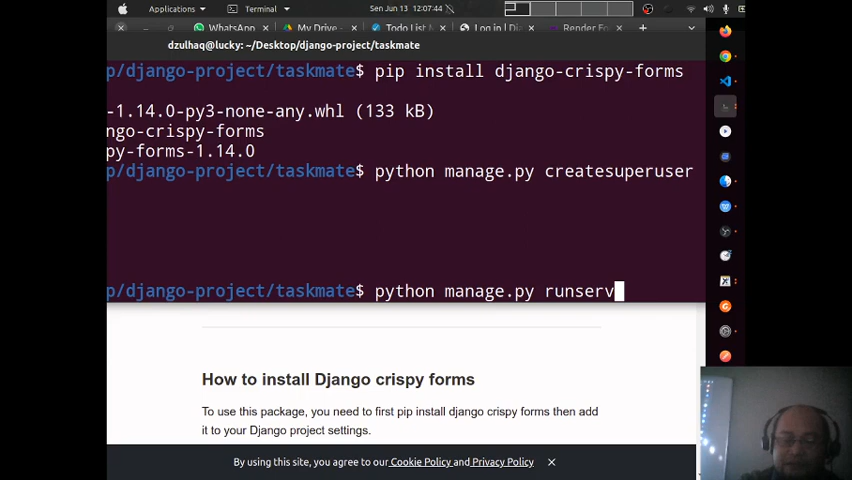 Applications
Terminal
Sen Jun 13 12:07:44
WhatsApp
My Drive -
Todo List
Log in | D
Render Fo
dzulhaq@lucky: ~/Desktop/django-project/taskmate
p/django-project/taskmate$ pip install django-crispy-forms
-1.14.0-py3-none-any.whl (133 kB)
ngo-crispy-forms
py-forms-1.14.0
p/django-project/taskmate$ python manage.py createsuperuser
p/django-project/taskmate$ python manage.py runserv
How to install Django crispy forms
To use this package, you need to first pip install django crispy forms then add
it to your Django project settings.
By using this site, you agree to our Cookie Policy and Privacy Policy